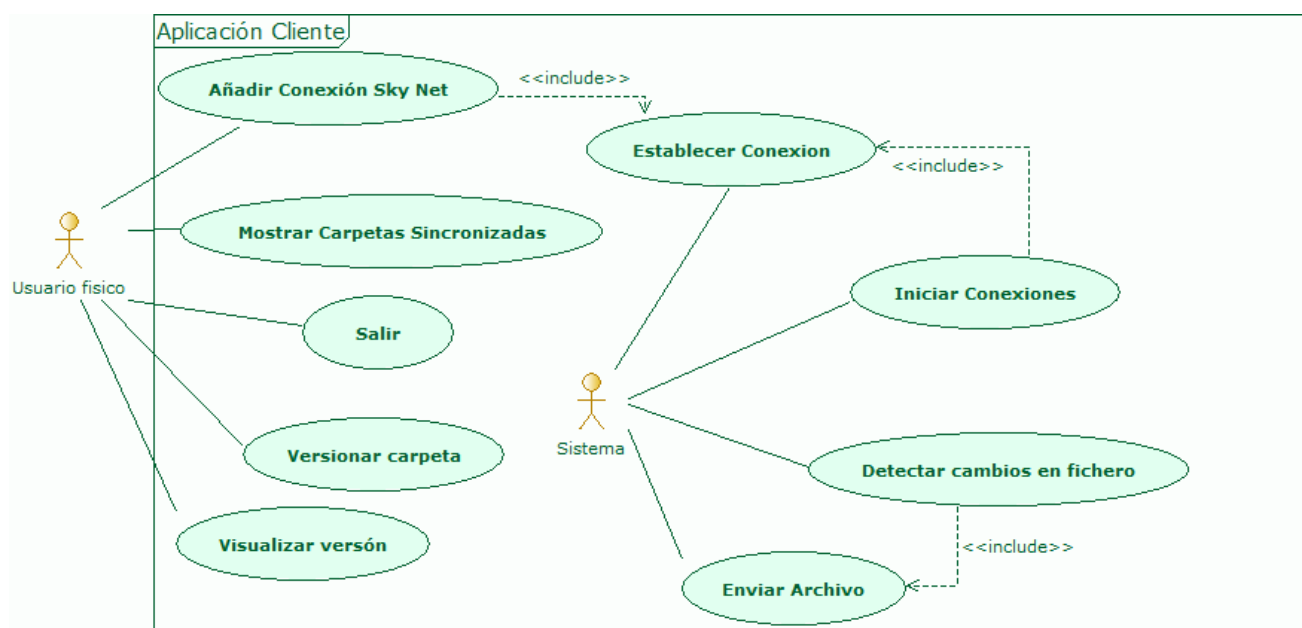 Aplicación Cliente
Añadir Conexión Sky Net
<<include>>
Establecer Conexion
<<include>>
Mostrar Carpetas Sincronizadas
Usuario fisico
Iniciar Conexiones
Salir
Sistema
Versionar carpeta
Detectar cambios en fichero
Visualizar versón
<<include>>
Enviar Archivo